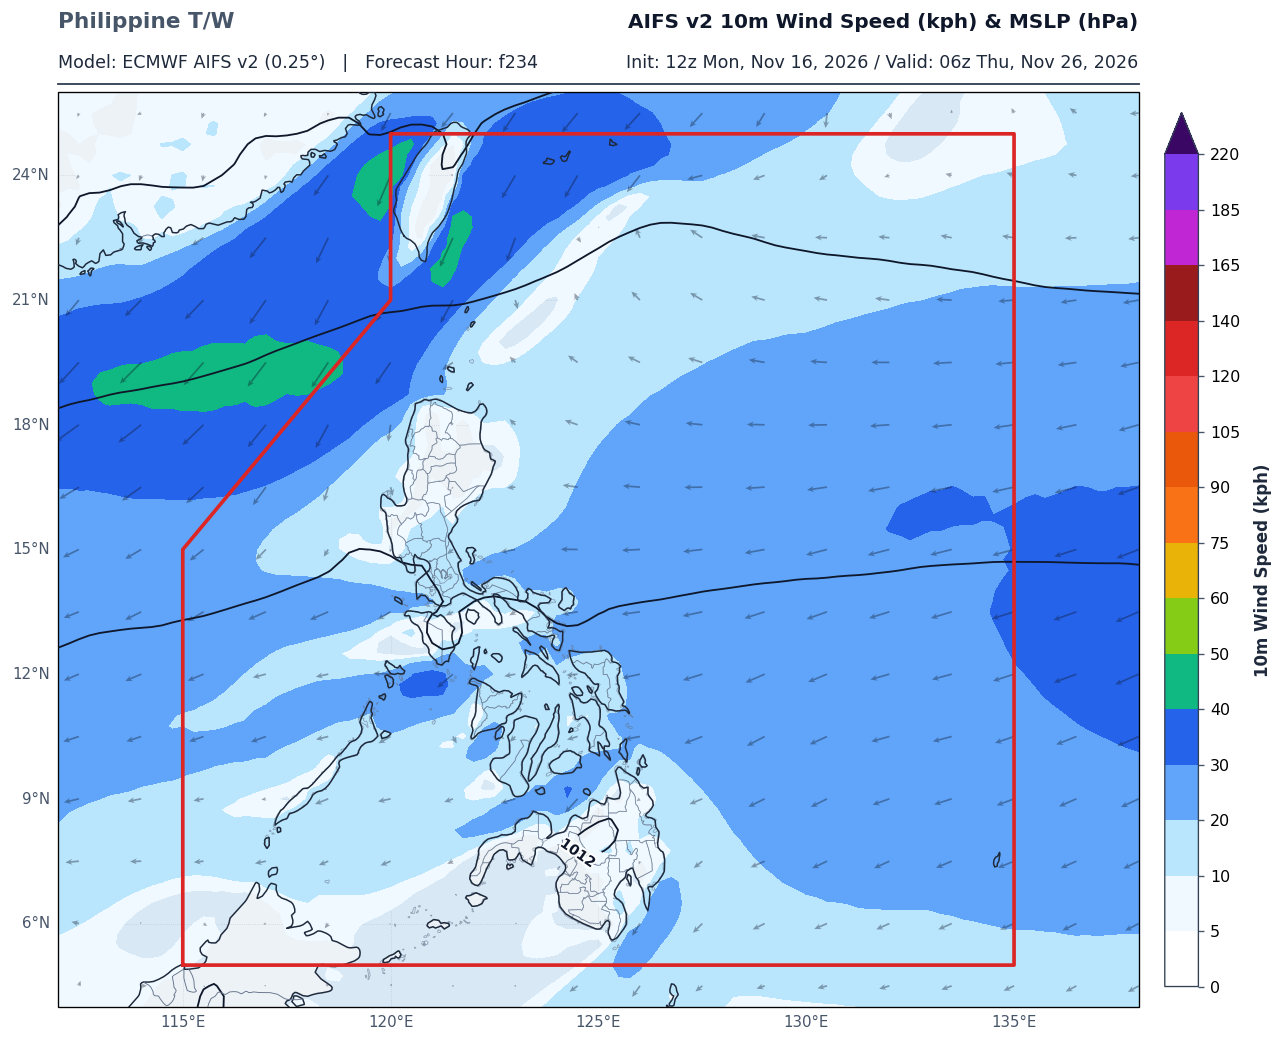 Philippine T/W
AIFS v2 10m Wind Speed (kph) & MSLP (hPa)
Model: ECMWF AIFS v2 (0.25°) | Forecast Hour: f234
Init: 12z Mon, Nov 16, 2026 / Valid: 06z Thu, Nov 26, 2026
24°N
21°N
18°N
15°N
12°N
9°N
6°N
1012
115°E
120°E
125°E
130°E
135°E
220
185
165
140
120
105
90
75
60
50
40
30
20
10
5
0
10m Wind Speed (kph)